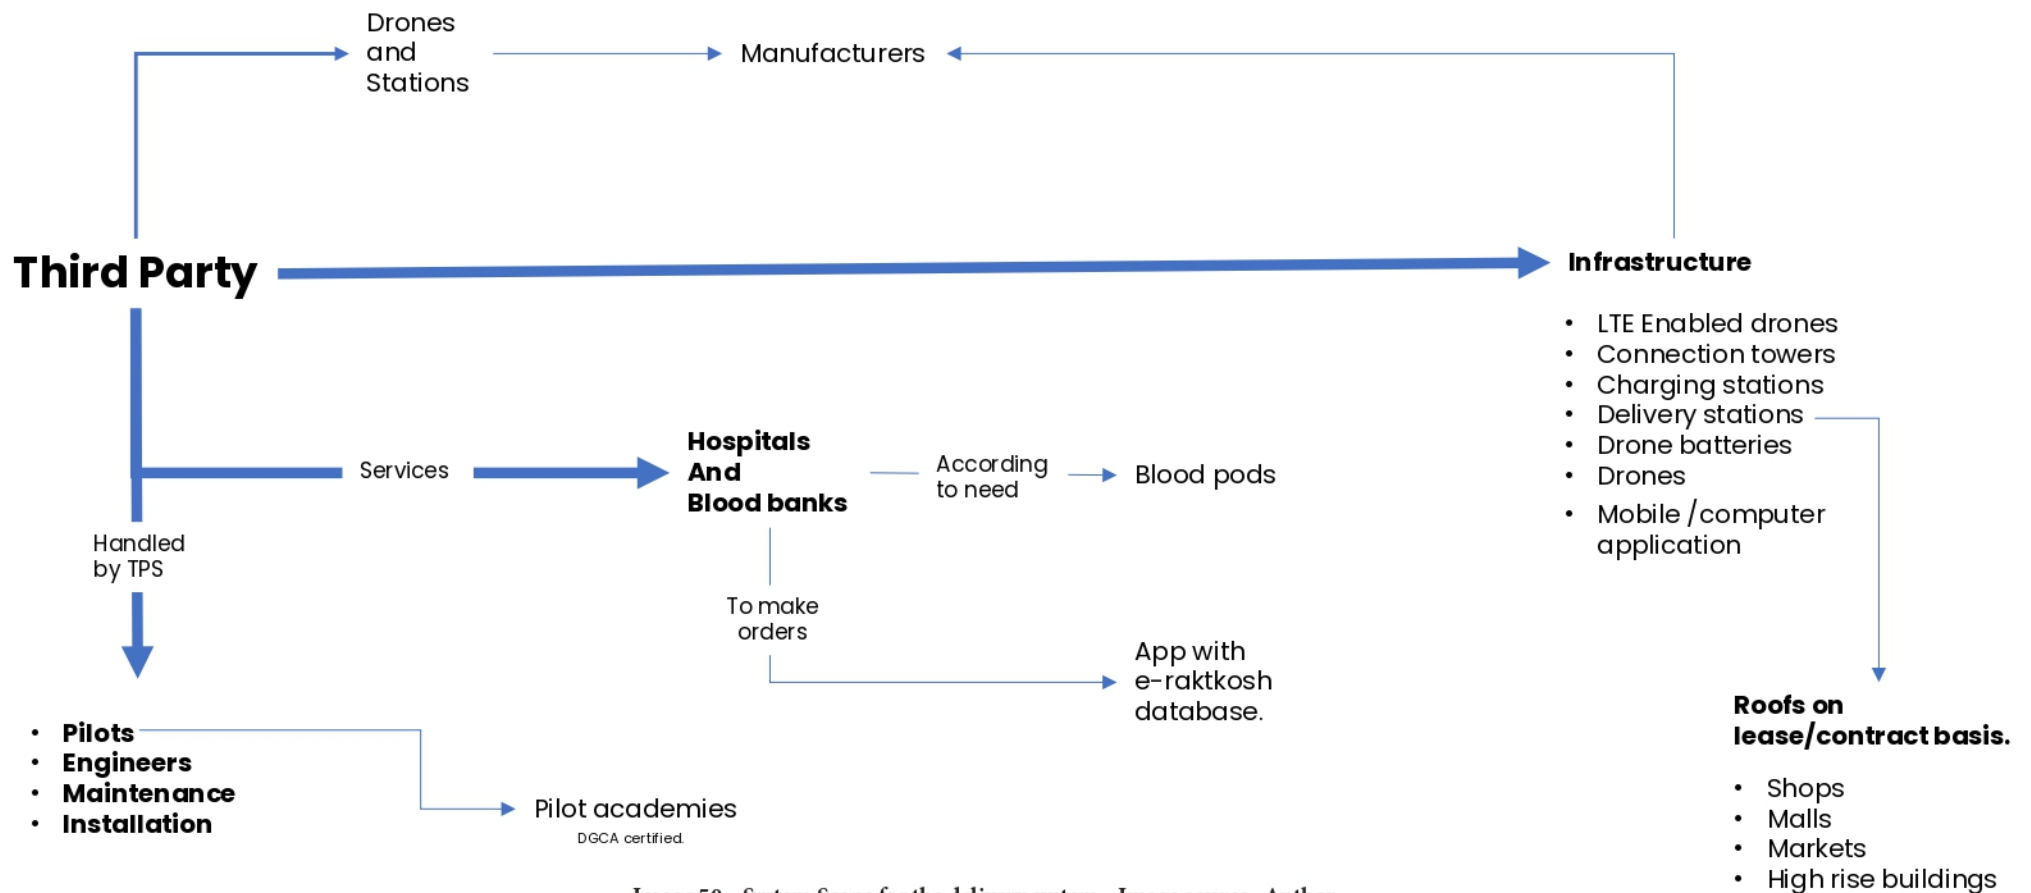 Drones
and
Stations
Manufacturers
Third Party
Infrastructure
• LTE Enabled drones
• Connection towers
• Charging stations
• Delivery stations
• Drone batteries
• Drones
• Mobile /computer
application
Hospitals
And
Blood banks
Services
According
to need
Blood pods
Handled
by TPS
To make
orders
App with
e-raktkosh
database.
Roofs on
lease/contract basis.
• Shops
• Malls
• Markets
• High rise buildings
• Pilots
• Engineers
• Maintenance
• Installation
Pilot academies
DGCA certified.